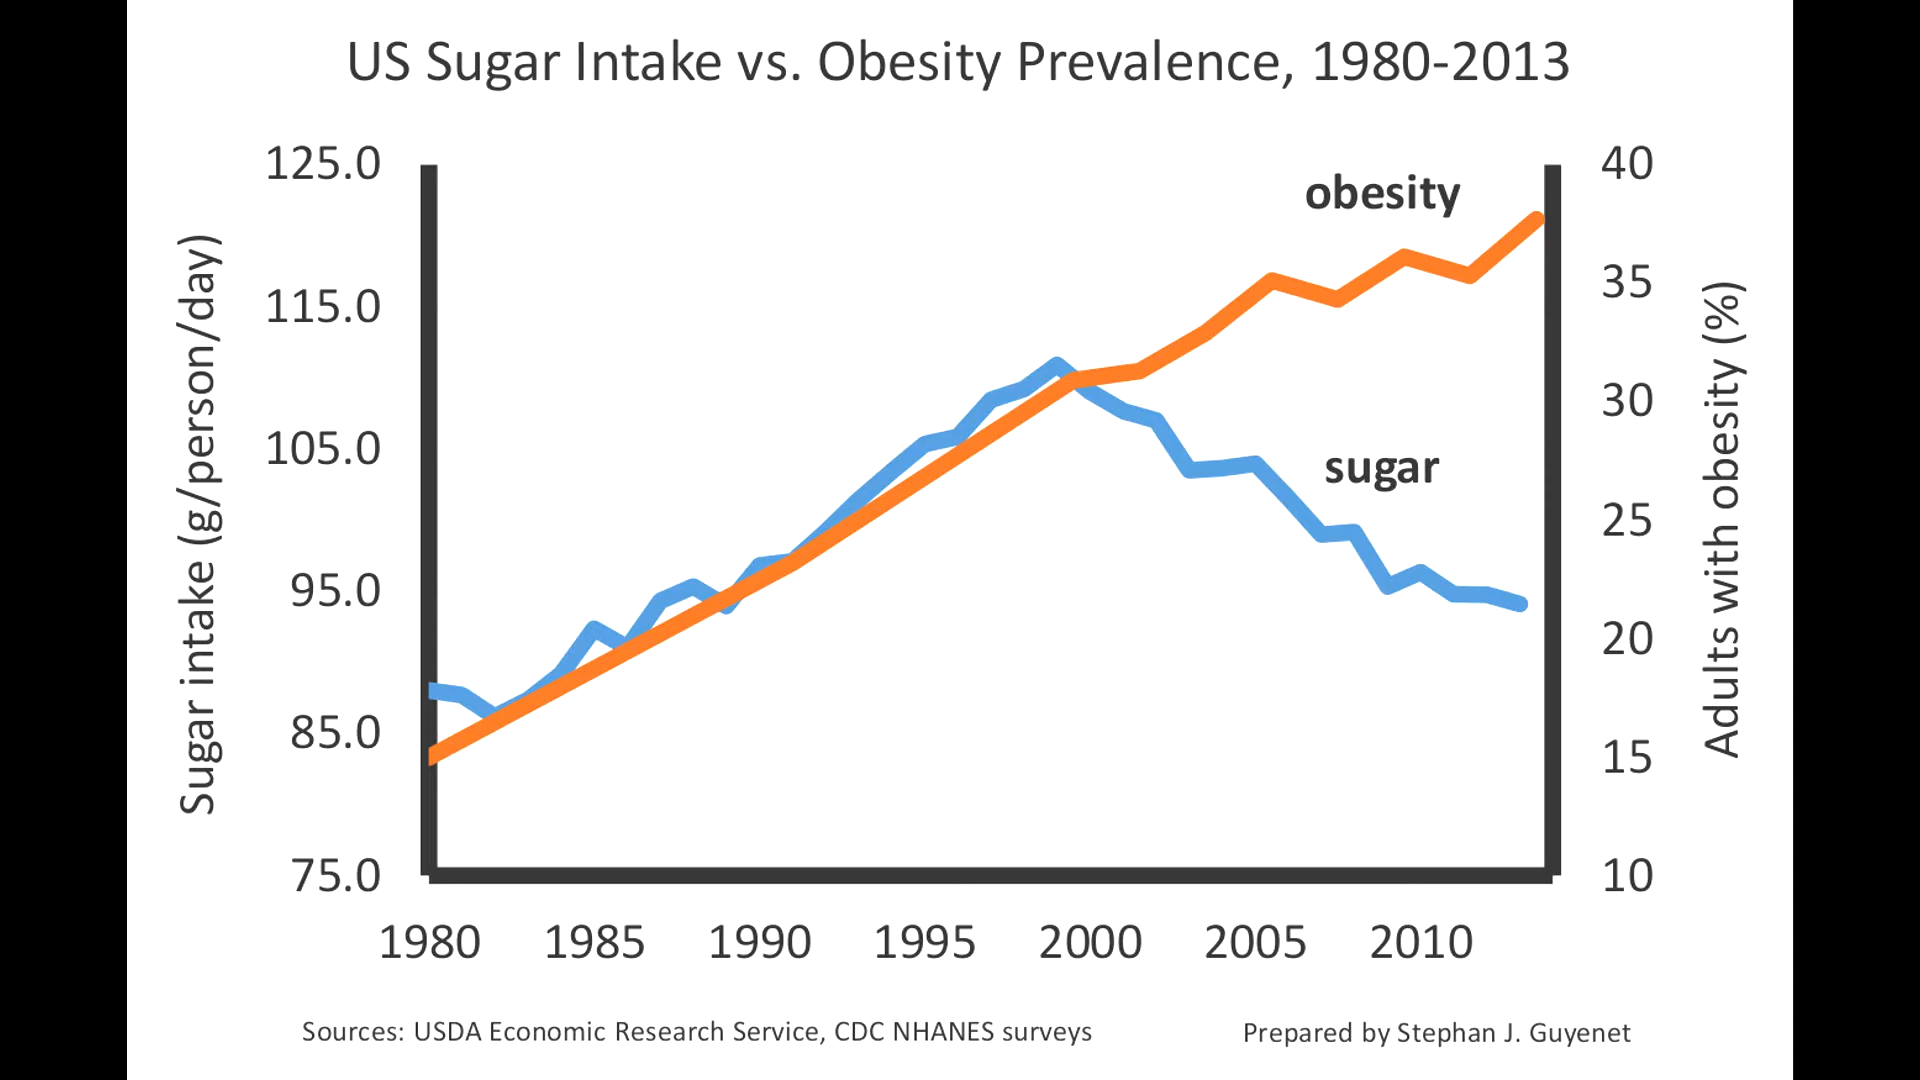 US Sugar Intake vs. Obesity Prevalence, 1980-2013
125.0
115.0
105.0
95.0
85.0
75.0
Sugar intake (g/person/day)
obesity
sugar
40
35
30
25
20
15
10
Adults with obesity (%)
1980 1985 1990 1995 2000 2005 2010
Sources: USDA Economic Research Service, CDC NHANES surveys
Prepared by Stephan J. Guyenet